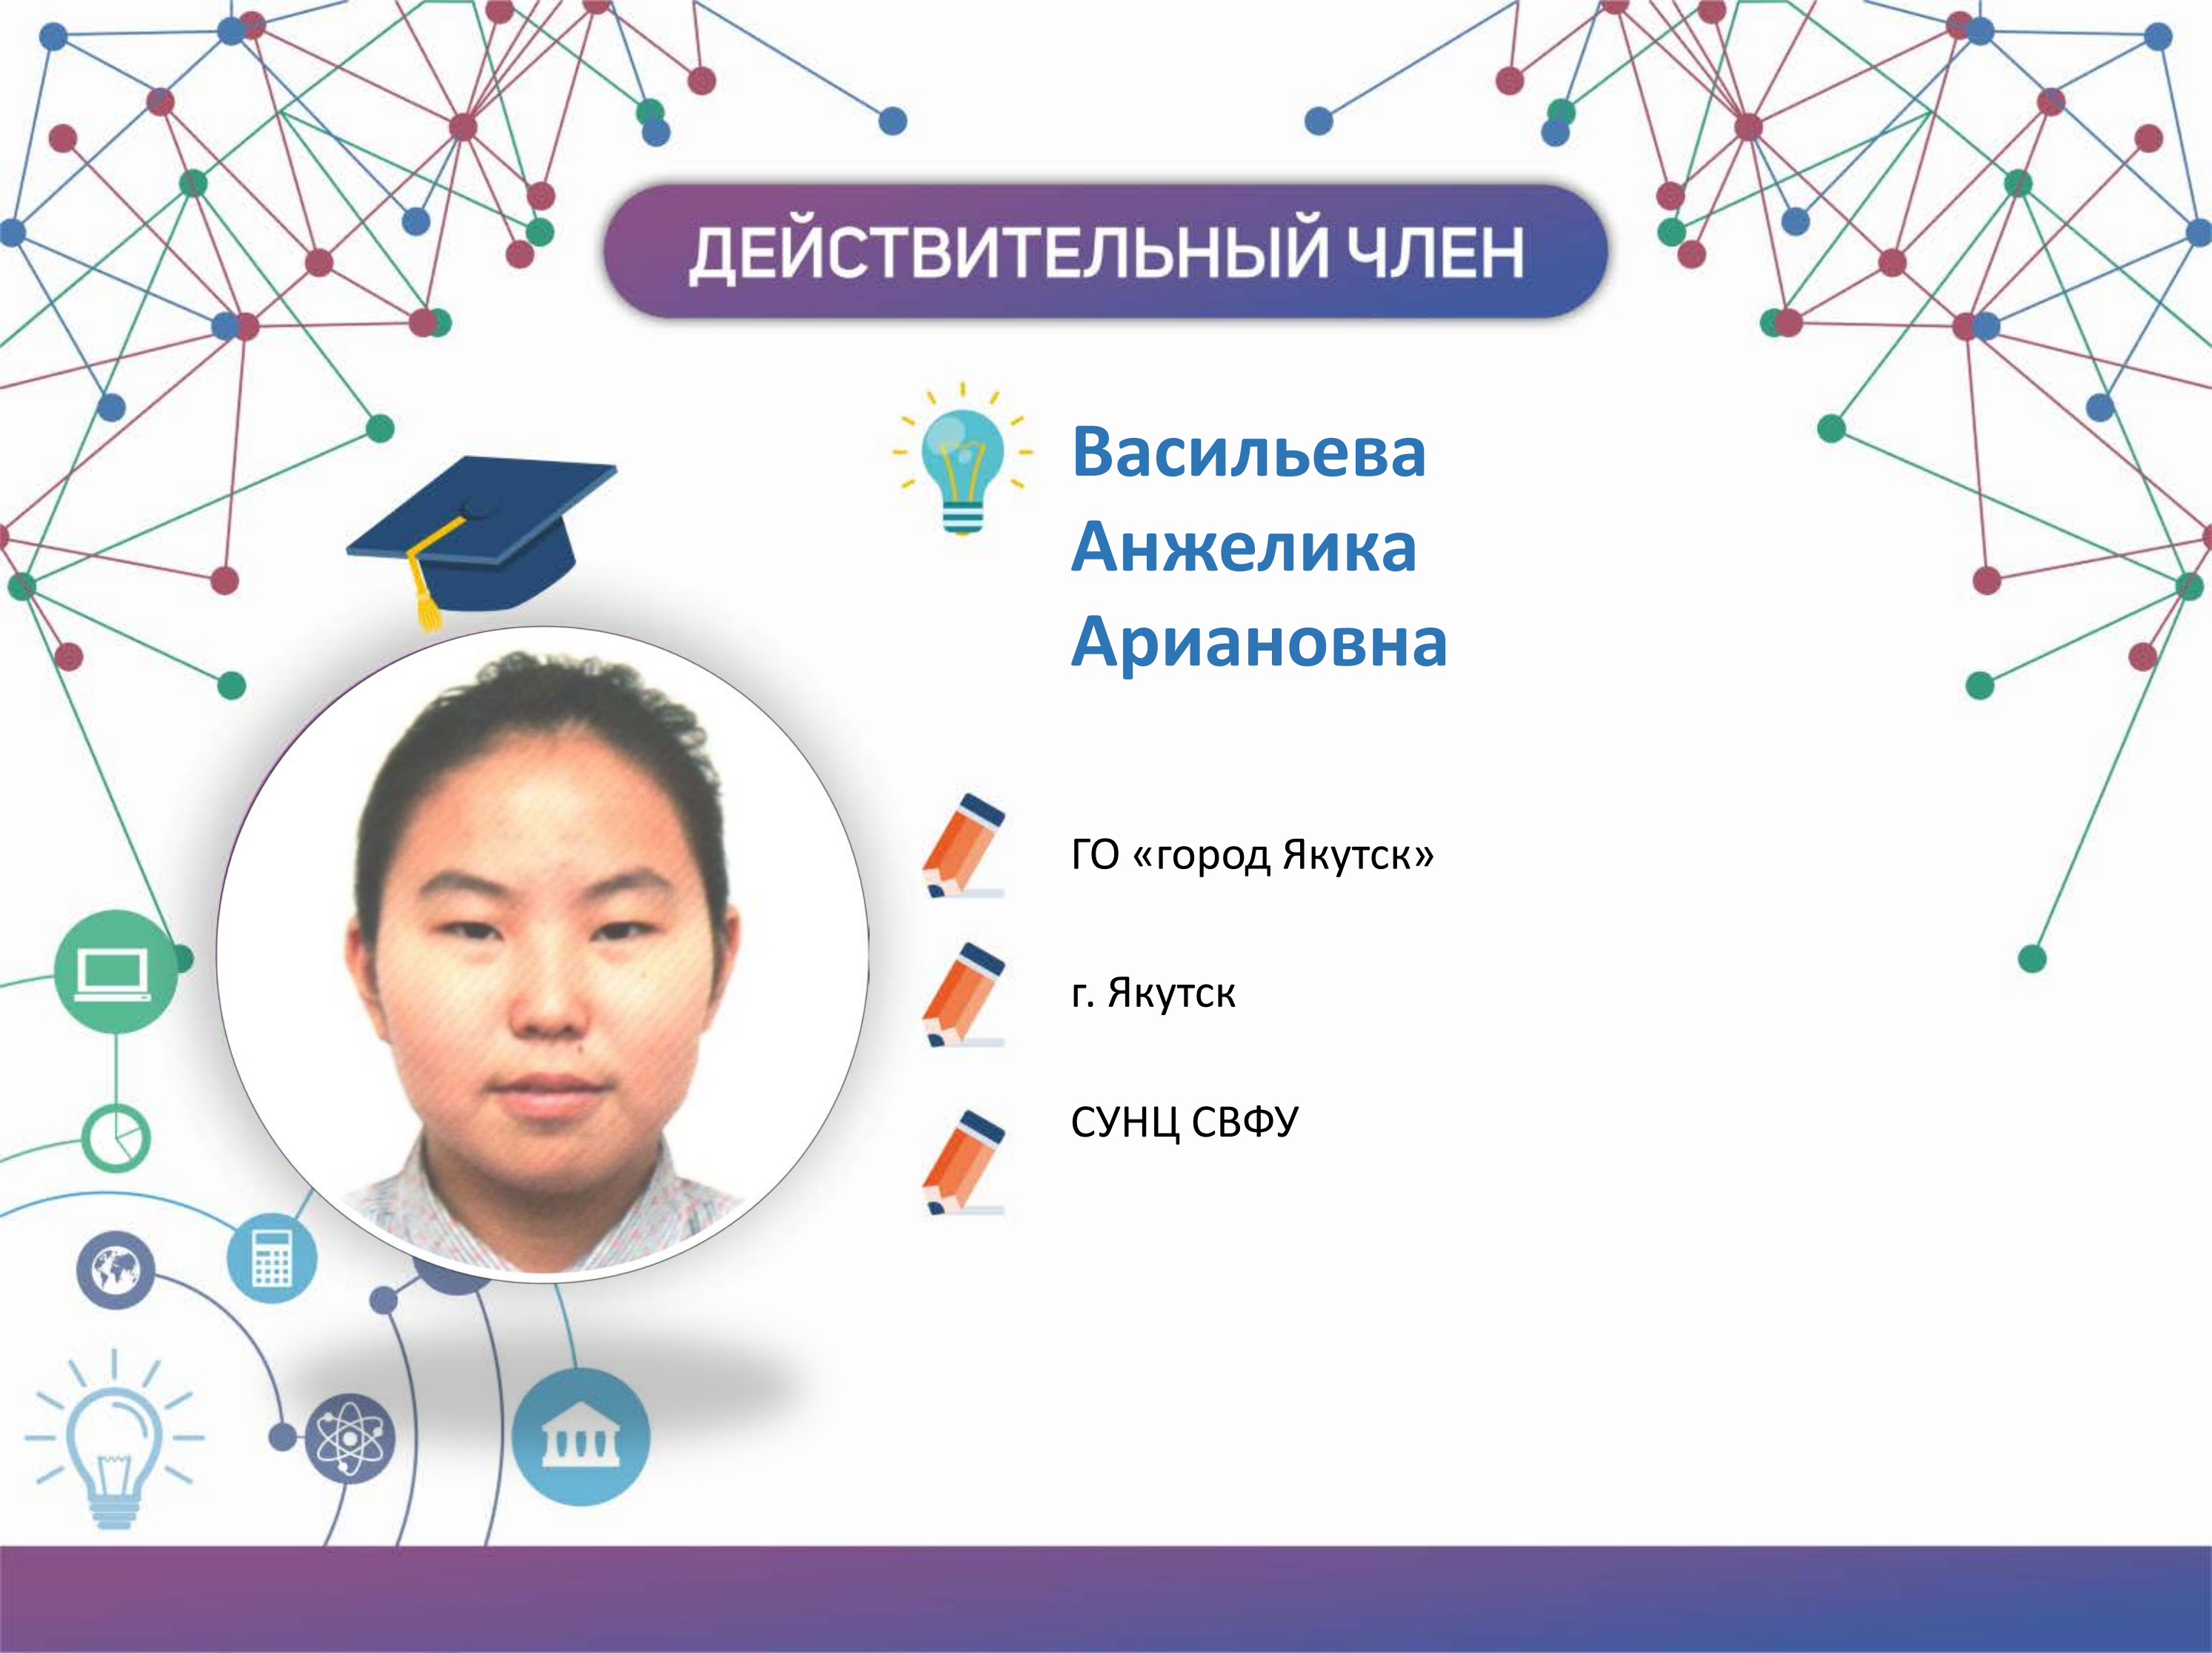 ДЕЙСТВИТЕЛЬНЫЙ ЧЛЕН
Васильева
Анжелика
Ариановна
ГО «город Якутск»
г. Якутск
СУНЦ СВФУ